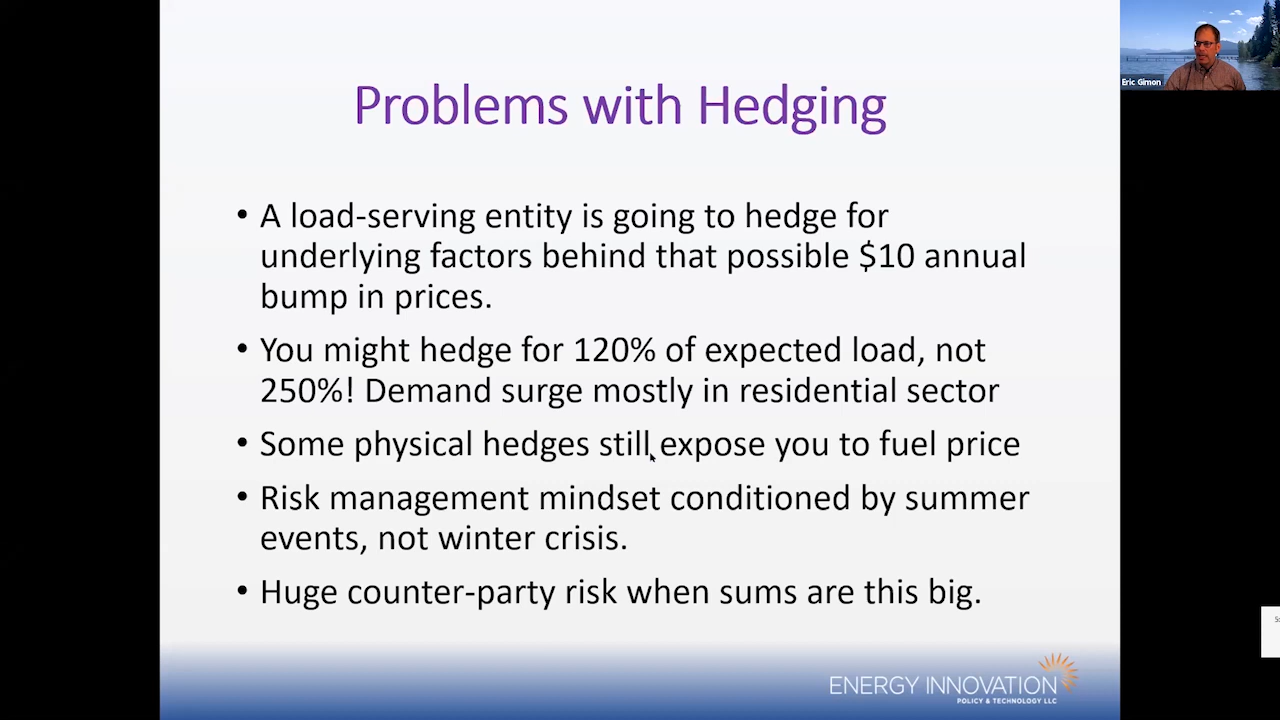 Problems with Hedging
Eric Gimon
• A load-serving entity is going to hedge for
underlying factors behind that possible $10 annual
bump in prices.
• You might hedge for 120% of expected load, not
250%! Demand surge mostly in residential sector
• Some physical hedges still expose you to fuel price
• Risk management mindset conditioned by summer
events, not winter crisis.
• Huge counter-party risk when sums are this big.
ENERGY INNOVATION
POLICY & TECHNOLOGY LLC